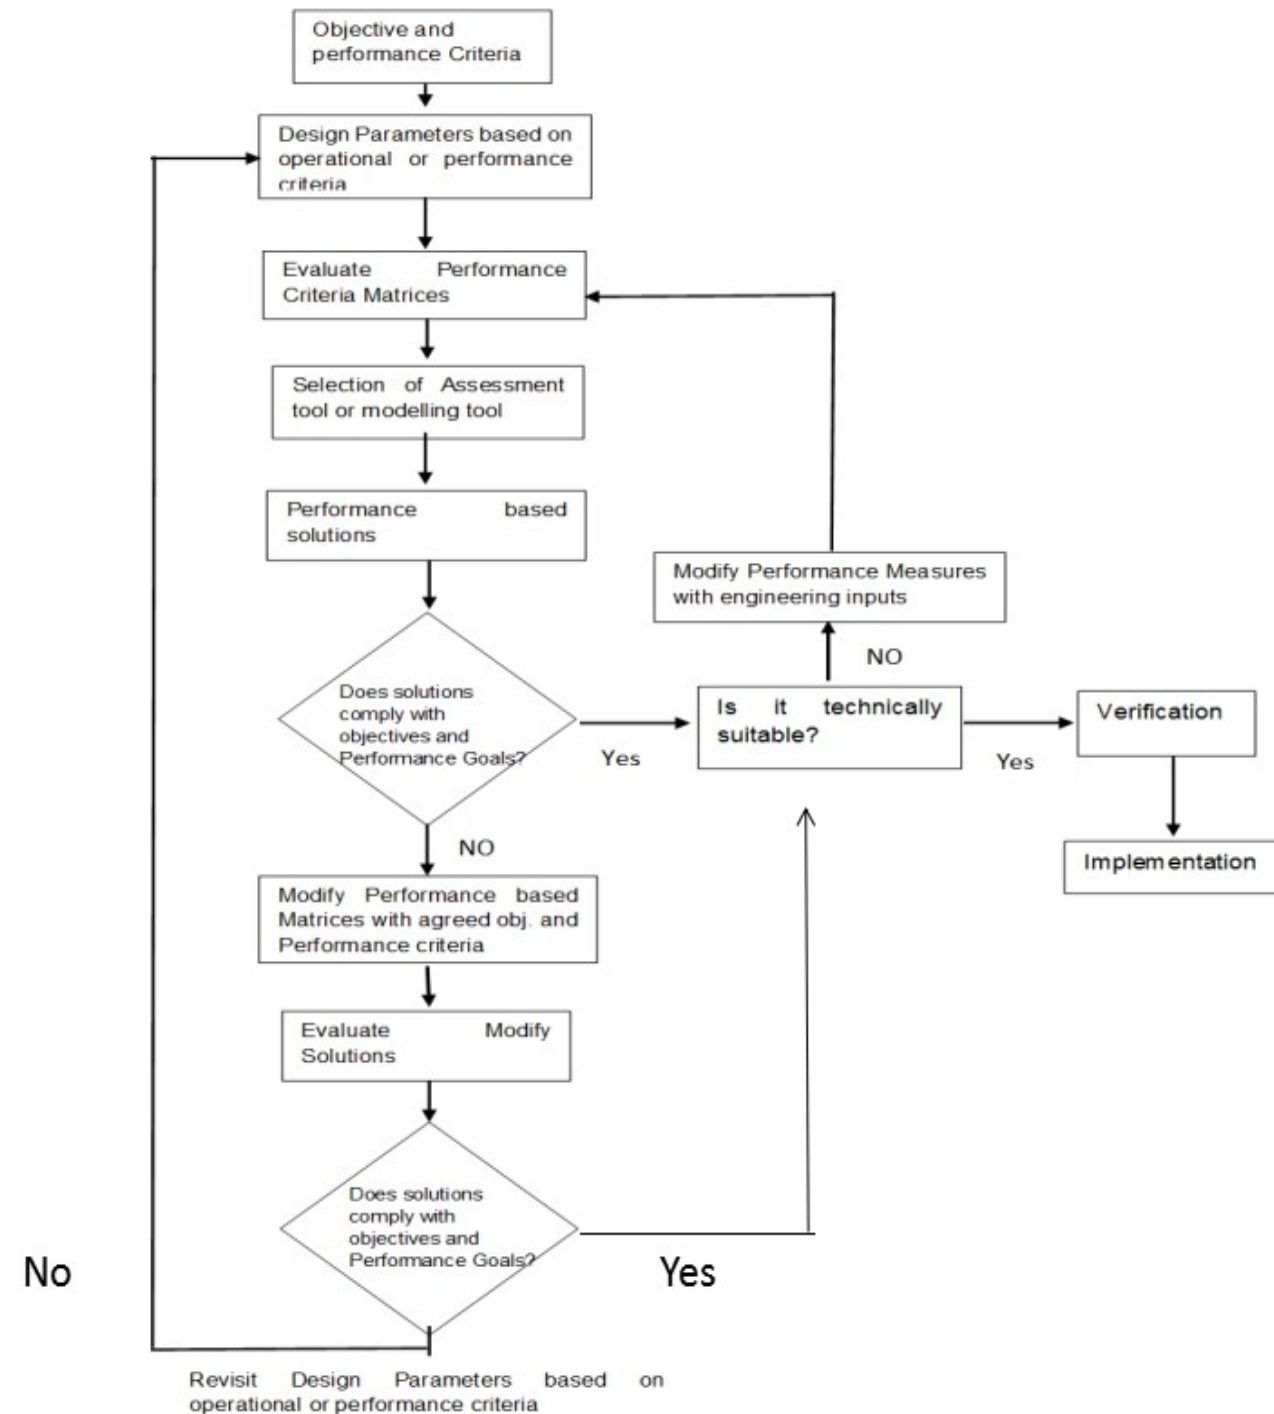 Objective and
performance Criteria
Design Parameters based on
operational or performance
criteria
Evaluate Performance
Criteria Matrices
Selection of Assessment
tool or modelling tool
Performance based
solutions
Modify Performance Measures
with engineering inputs
NO
Does solutions
comply with
objectives and
Performance Goals?
Yes
Is it technically
suitable?
Yes
Verification
Implementation
NO
Modify Performance based
Matrices with agreed obj. and
Performance criteria
Evaluate Modify
Solutions
Does solutions
comply with
objectives and
Performance Goals?
No
Yes
Revisit Design Parameters based on
operational or performance criteria